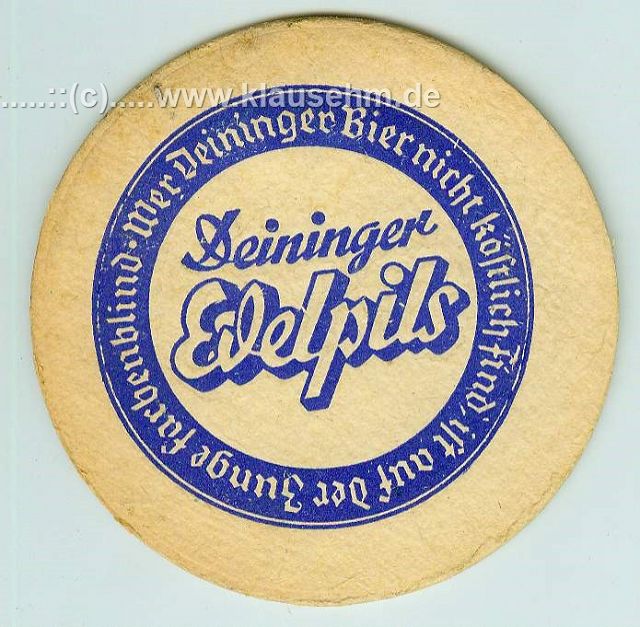 .....::(c).....www.klausehm.de
Wer Deininger Bier nicht köstlich find, ist auf der Zunge farbenblind.
Deininger
Edelpils